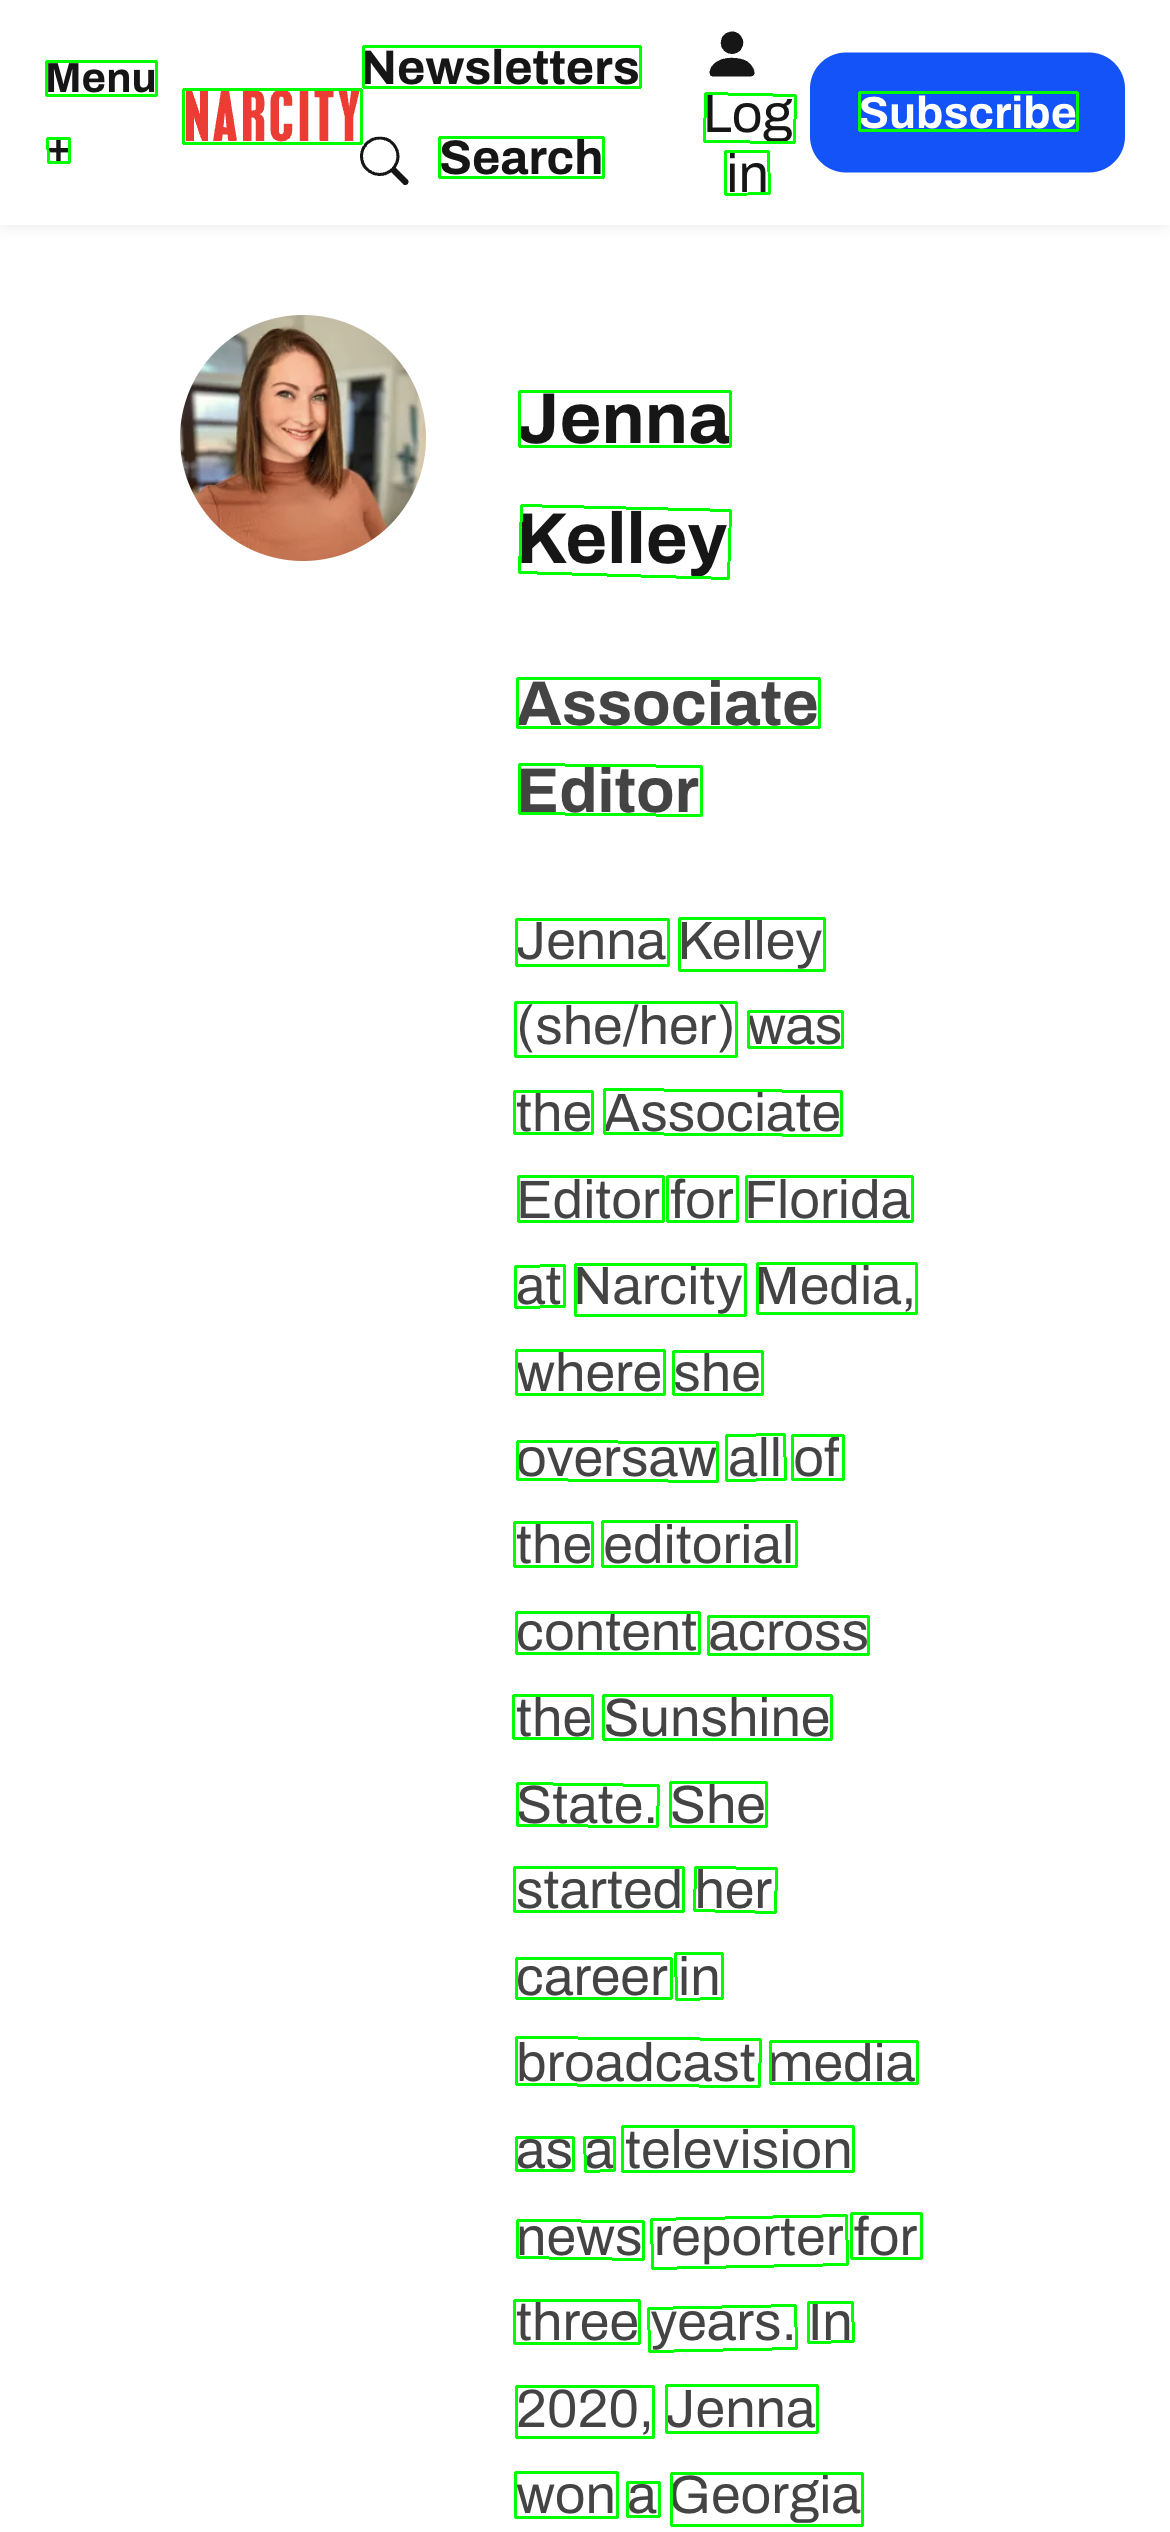 Menu
+
NARCITY
Newsletters
Search
Log
in
Subscribe
Jenna
Kelley
Associate
Editor
Jenna Kelley
(she/her) was
the Associate
Editor for Florida
at Narcity Media,
where she
oversaw all of
the editorial
content across
the Sunshine
State. She
started her
career in
broadcast media
as a television
news reporter for
three years. In
2020, Jenna
won a Georgia